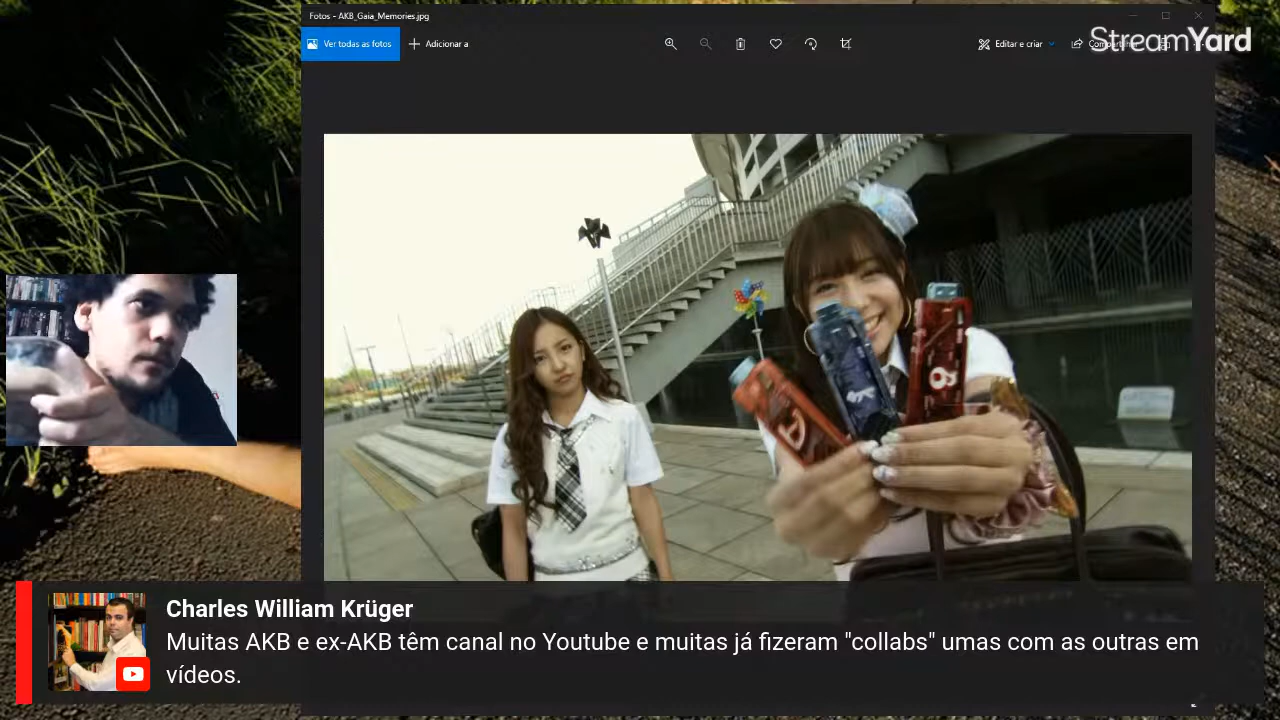 Fotos - AKB_Gaia_Memories.jpg
Ver todas as fotos
Adicionar a
Editar e criar
StreamYard
Charles William Krüger
Muitas AKB e ex-AKB têm canal no Youtube e muitas já fizeram "collabs" umas com as outras em
vídeos.